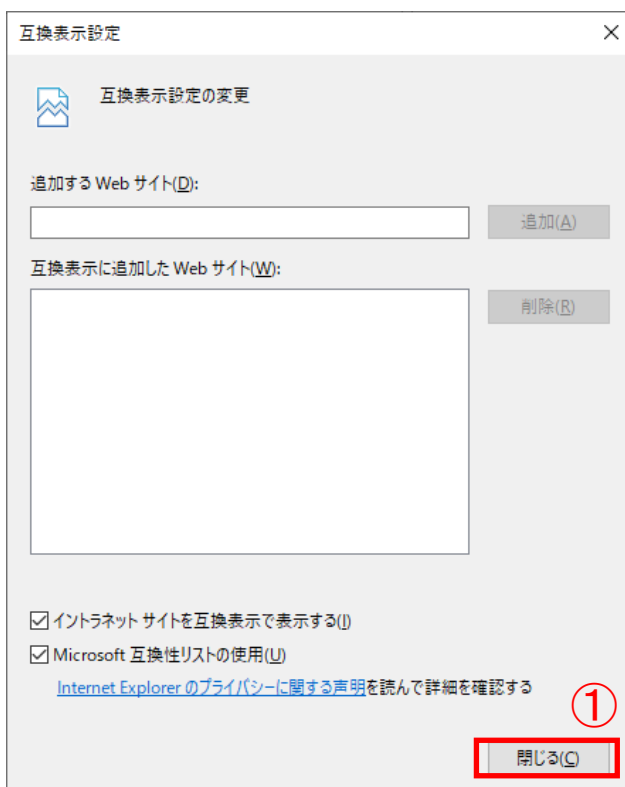 互換表示設定
互換表示設定の変更
追加する Web サイト(D):
追加(A)
互換表示に追加した Web サイト(W):
削除(R)
イントラネット サイトを互換表示で表示する(I)
Microsoft 互換性リストの使用(U)
Internet Explorer のプライバシーに関する声明を読んで詳細を確認する
①
閉じる(C)